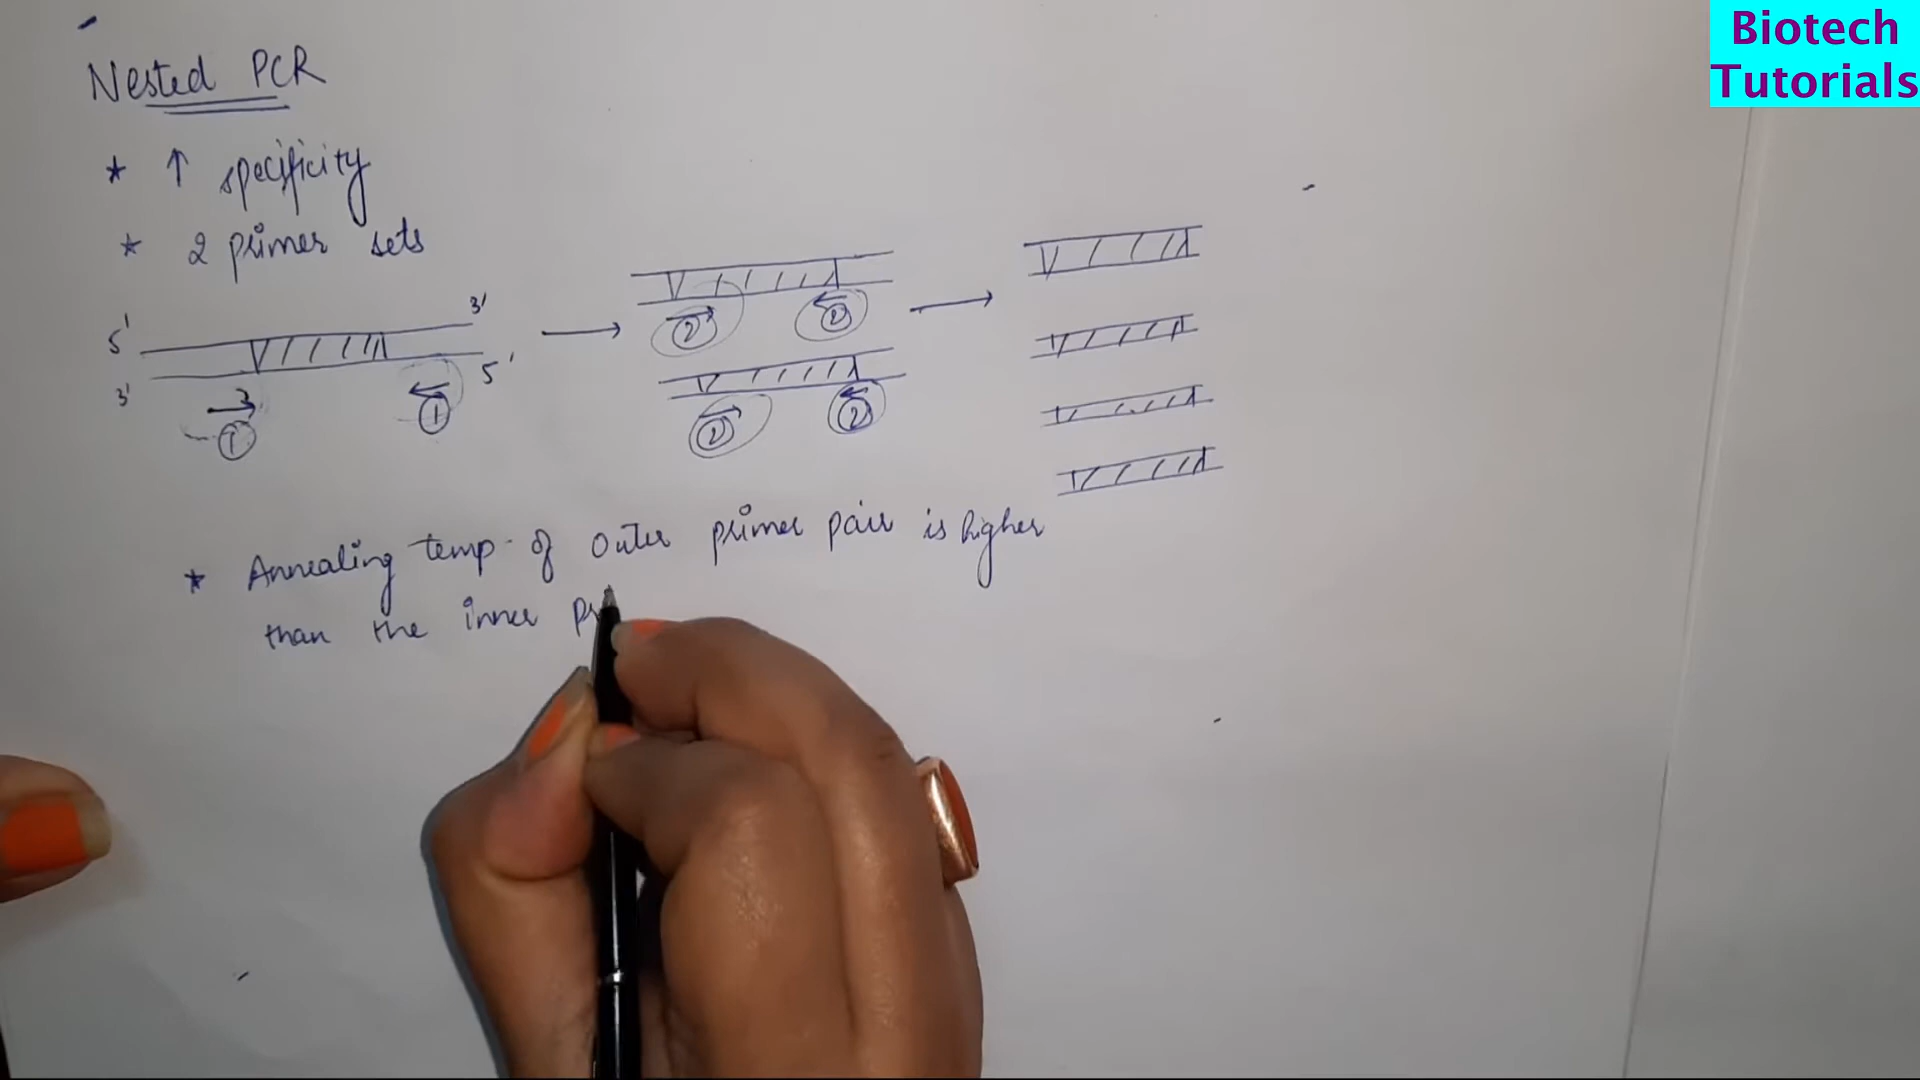 Biotech
Tutorials
Nested PCR
* ↑ specificity
* 2 primer sets
5' 3'
3' 5'
1 1
2 2
2 2
* Annealing temp. of outer primer pair is higher
than the inner pr